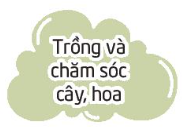 Trồng và
chăm sóc
cây, hoa